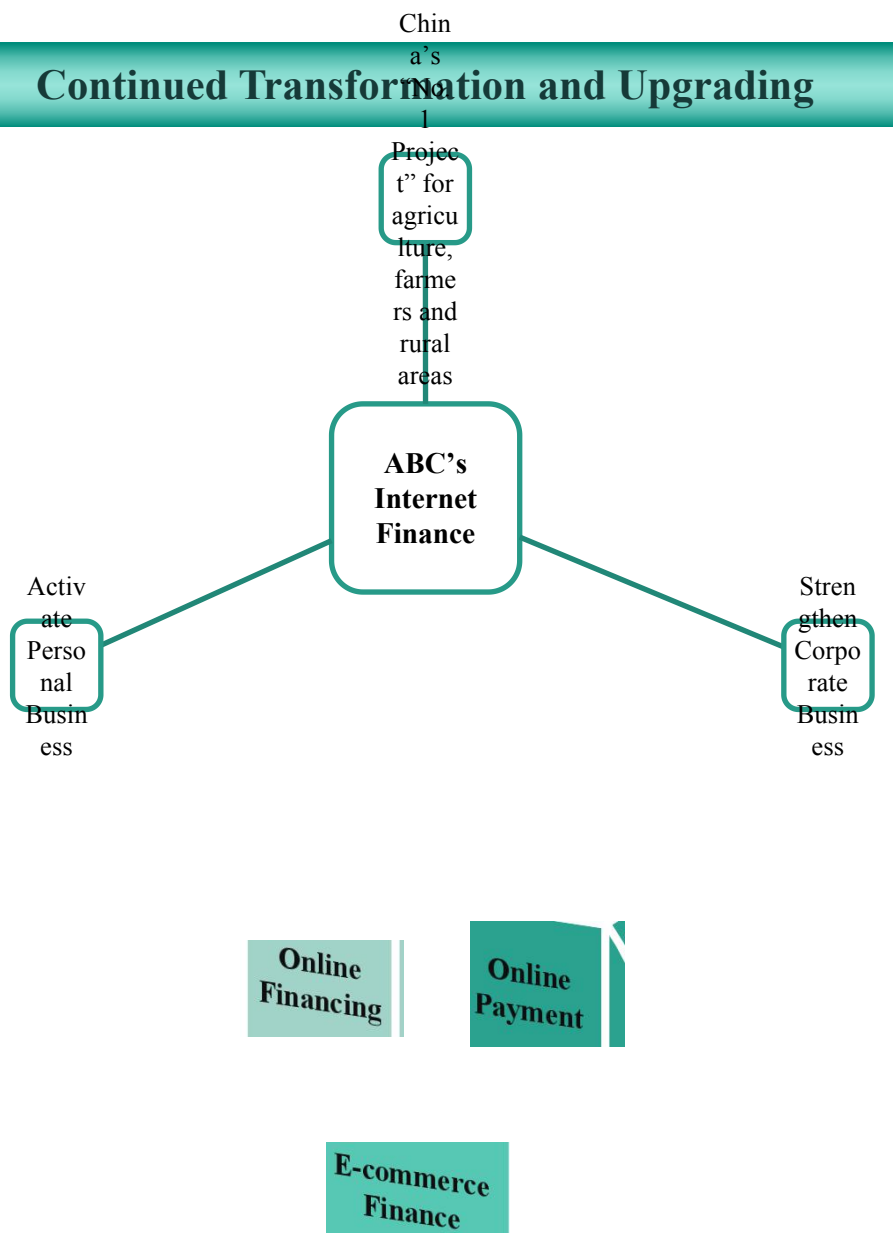 Continued Transformation and Upgrading
Chin
a’s
“No
1
Projec
t” for
agricu
lture,
farme
rs and
rural
areas
ABC’s
Internet
Finance
Activ
ate
Perso
nal
Busin
ess
Stren
gthen
Corpo
rate
Busin
ess
Online
Financing
Online
Payment
E-commerce
Finance